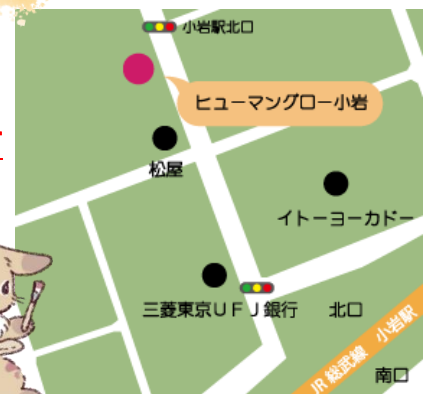 小岩駅北口
ヒューマングロー小岩
松屋
イトーヨーカドー
三菱東京ＵＦＪ銀行
北口
JR 総武線 小岩駅
南口